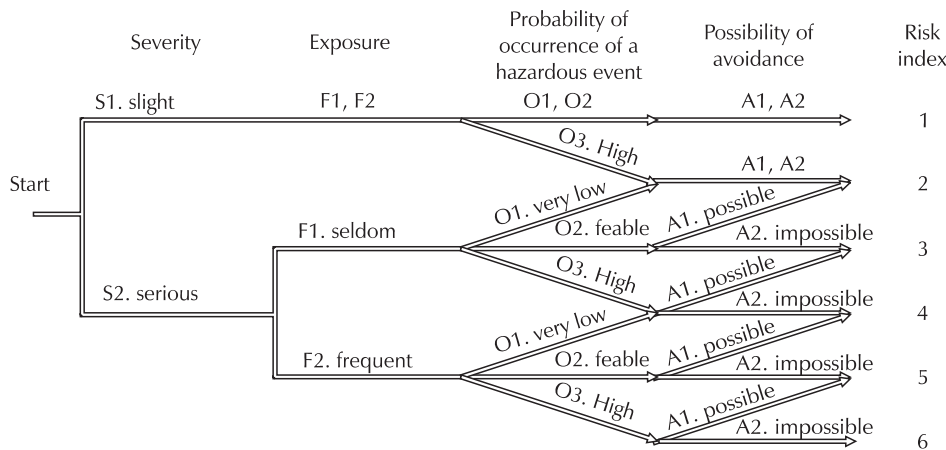 Severity
Exposure
Probability of
occurrence of a
hazardous event
Possibility of
avoidance
Risk
index
S1. slight
F1, F2
O1, O2
A1, A2
1
O3. High
A1, A2
Start
2
O1. very low
A1. possible
F1. seldom
O2. feable
A2. impossible
3
O3. High
A1. possible
S2. serious
A2. impossible
4
O1. very low
A1. possible
F2. frequent
O2. feable
A2. impossible
5
O3. High
A1. possible
A2. impossible
6